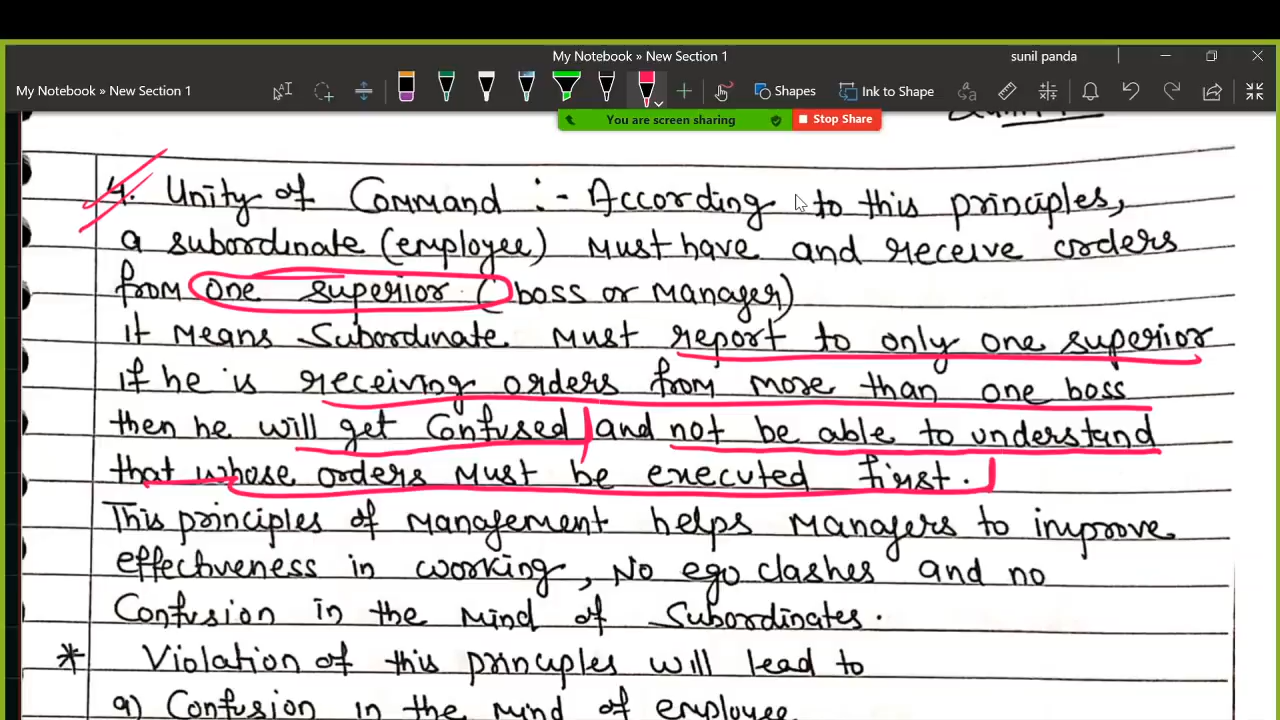 My Notebook » New Section 1
sunil panda
My Notebook » New Section 1
Shapes
Ink to Shape
You are screen sharing
Stop Share
4. Unity of Command :- According to this principles,
a subordinate (employee) must have and receive orders
from one superior (boss or manager)
it means Subordinate must report to only one superior
if he is receiving orders from more than one boss
then he will get Confused and not be able to understand
that whose orders must be executed first.
This principles of management helps managers to improve
effectiveness in working, No ego clashes and no
Confusion in the mind of Subordinates.
* Violation of this principles will lead to
a) Confusion in the mind of employee